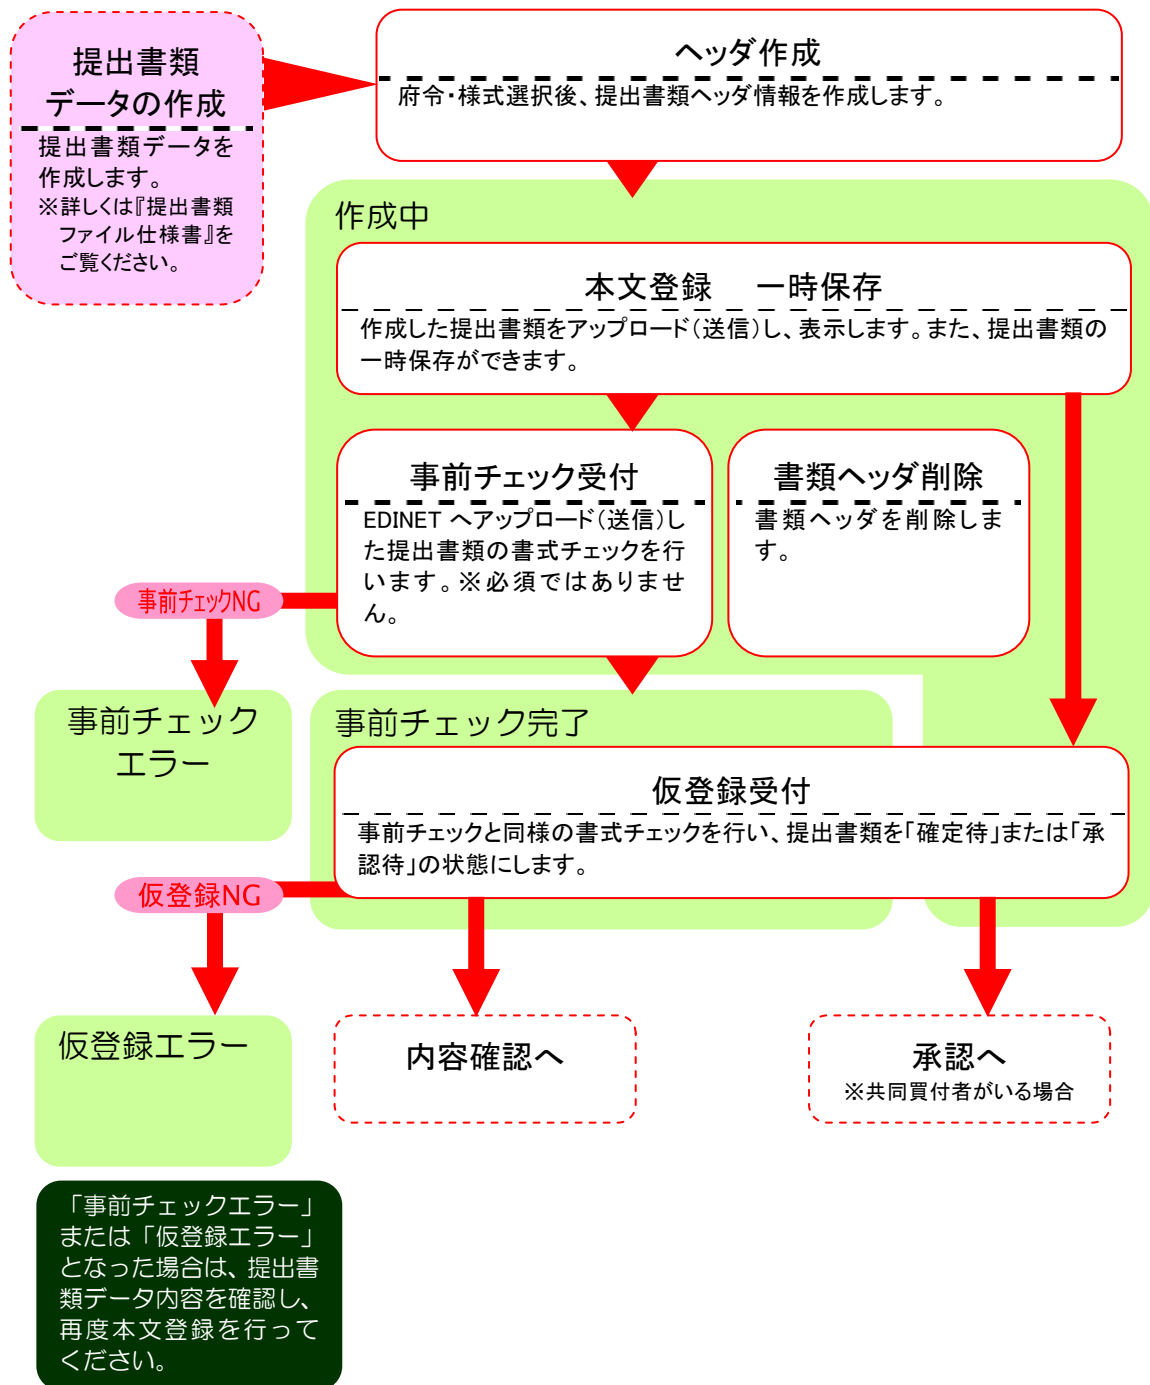 提出書類
データの作成
提出書類データを
作成します。
※詳しくは『提出書類
ファイル仕様書』を
ご覧ください。
ヘッダ作成
府令・様式選択後、提出書類ヘッダ情報を作成します。
作成中
本文登録　一時保存
作成した提出書類をアップロード（送信）し、表示します。また、提出書類の
一時保存ができます。
事前チェック受付
EDINET へアップロード（送信）し
た提出書類の書式チェックを行
います。※必須ではありませ
ん。
書類ヘッダ削除
書類ヘッダを削除しま
す。
事前チェックNG
事前チェック
エラー
事前チェック完了
仮登録受付
事前チェックと同様の書式チェックを行い、提出書類を「確定待」または「承
認待」の状態にします。
仮登録NG
仮登録エラー
内容確認へ
承認へ
※共同買付者がいる場合
「事前チェックエラー」
または「仮登録エラー」
となった場合は、提出書
類データ内容を確認し、
再度本文登録を行って
ください。